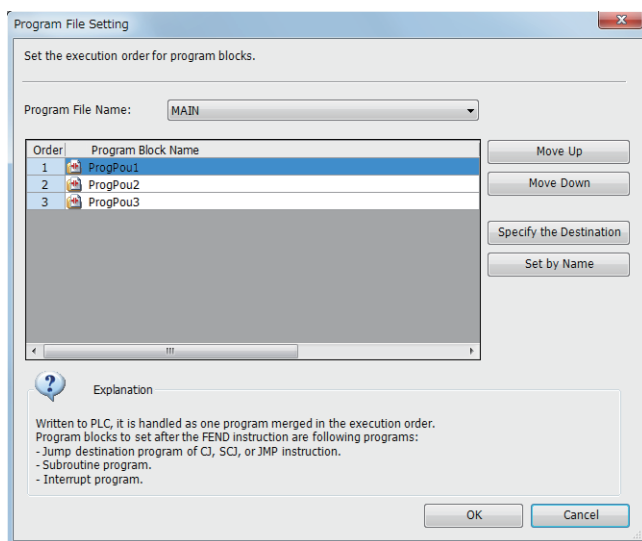 Program File Setting
Set the execution order for program blocks.
Program File Name: MAIN
Order Program Block Name
1 ProgPou1
2 ProgPou2
3 ProgPou3
Move Up
Move Down
Specify the Destination
Set by Name
Explanation
Written to PLC, it is handled as one program merged in the execution order.
Program blocks to set after the FEND instruction are following programs:
- Jump destination program of CJ, SCJ, or JMP instruction.
- Subroutine program.
- Interrupt program.
OK Cancel